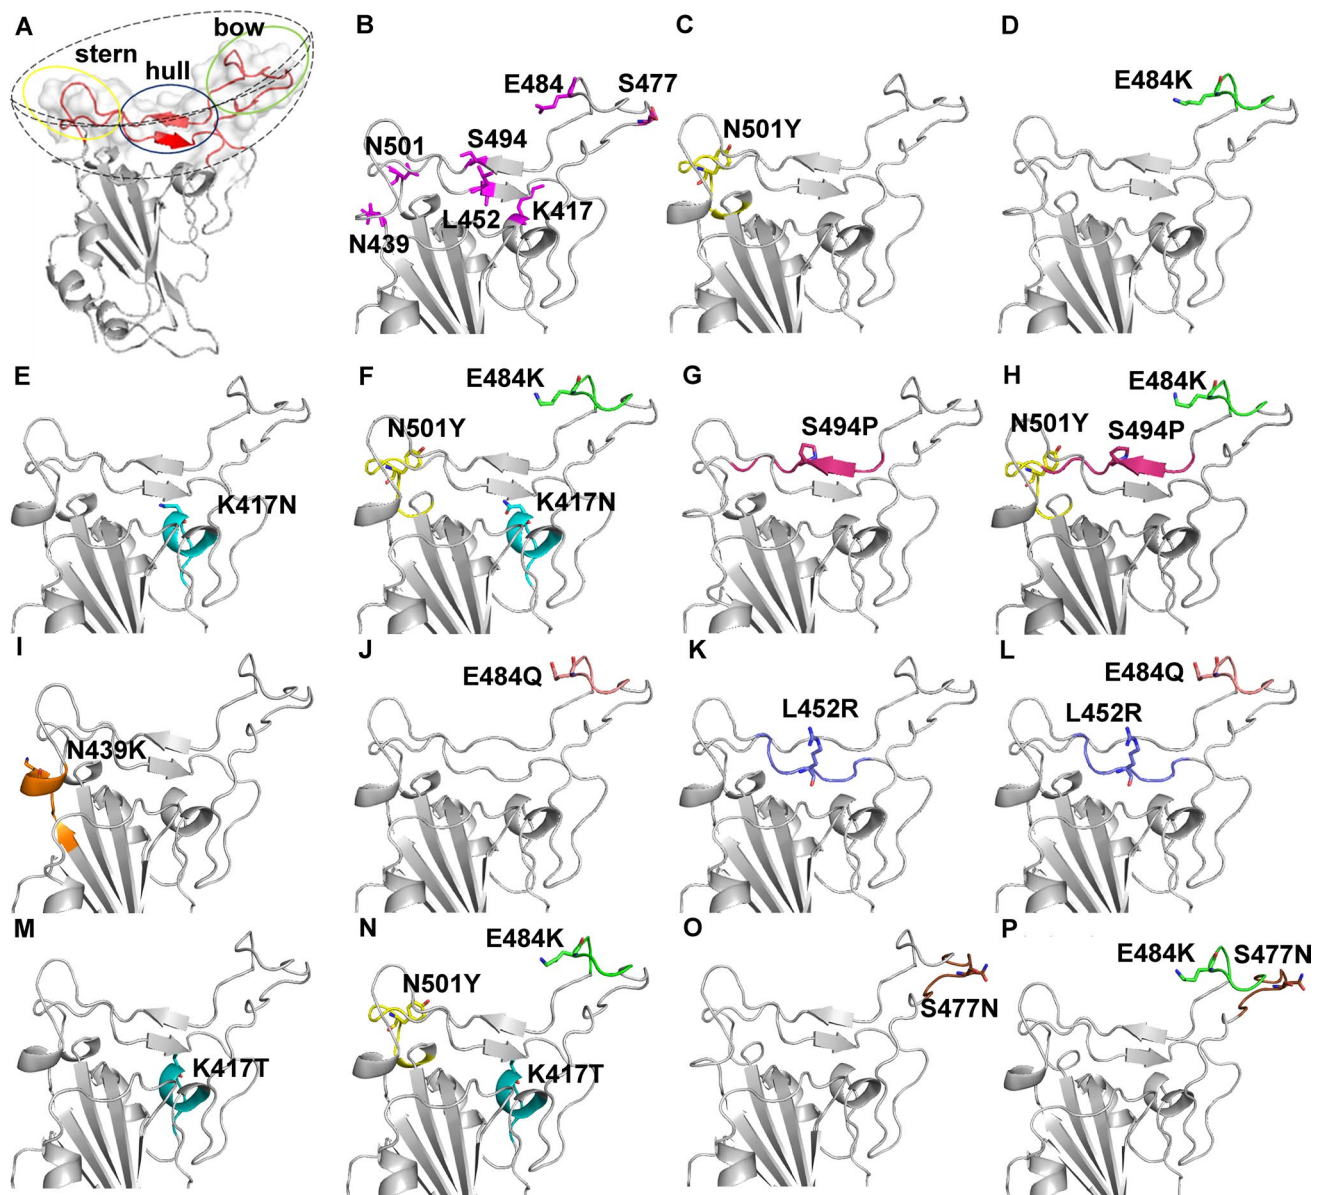 A
stern
hull
bow
B
E484
S477
N501
S494
L452
K417
N439
C
N501Y
D
E484K
E
K417N
F
E484K
N501Y
K417N
G
S494P
H
E484K
N501Y
S494P
I
N439K
J
E484Q
K
L452R
L
E484Q
L452R
M
K417T
N
E484K
N501Y
K417T
O
S477N
P
E484K
S477N